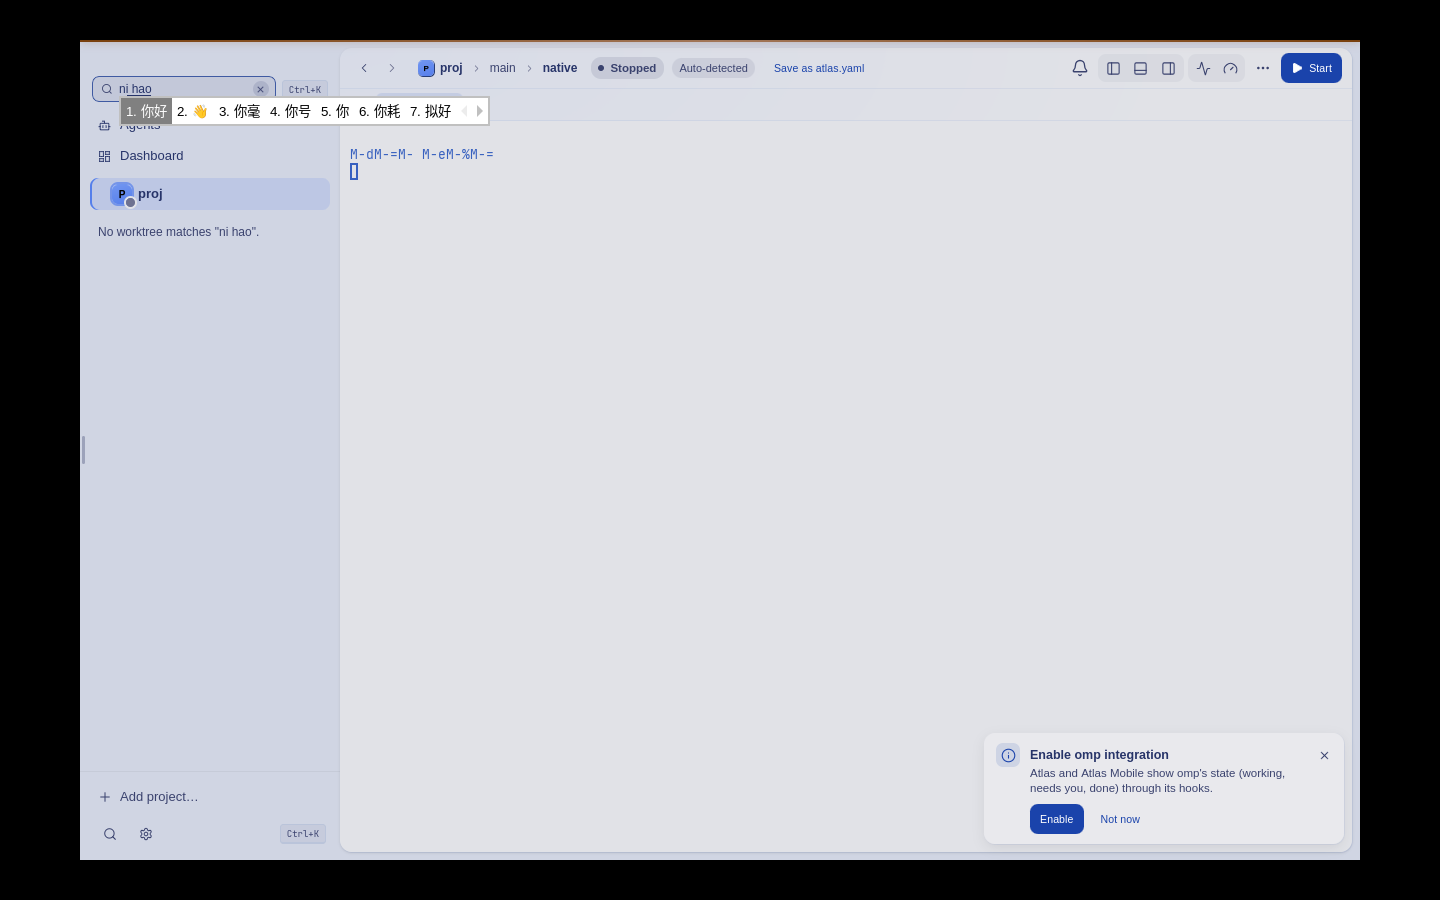 proj › main › native Stopped Auto-detected Save as atlas.yaml Start
ni hao Ctrl+K
1. 你好 2. 👋 3. 你毫 4. 你号 5. 你 6. 你耗 7. 拟好
Agents
Dashboard
P proj
No worktree matches "ni hao".
M-dM-=M- M-eM-%M-=
Enable omp integration
Atlas and Atlas Mobile show omp's state (working,
needs you, done) through its hooks.
Enable Not now
Add project…
Ctrl+K